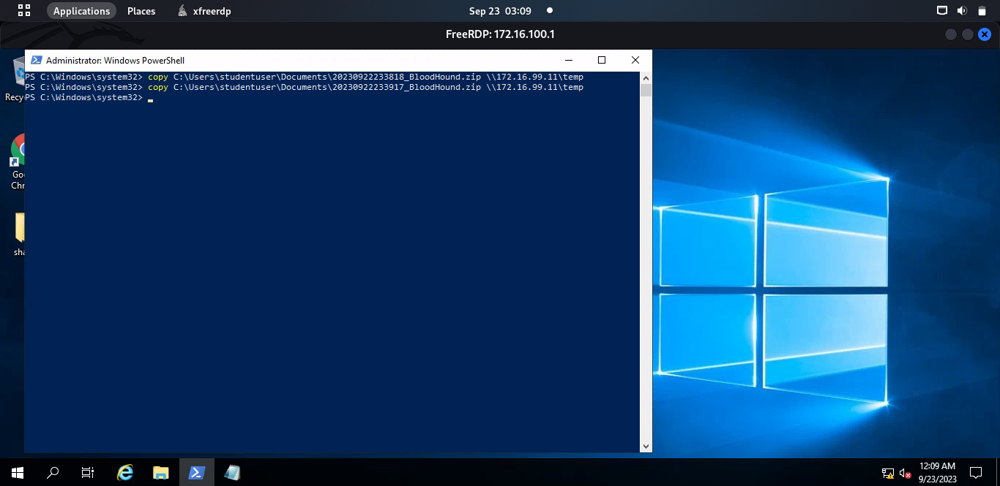 Applications Places xfreerdp Sep 23 03:09
FreeRDP: 172.16.100.1
Administrator: Windows PowerShell
PS C:\Windows\system32> copy C:\Users\studentuser\Documents\20230922233818_BloodHound.zip \\172.16.99.11\temp
PS C:\Windows\system32> copy C:\Users\studentuser\Documents\20230922233917_BloodHound.zip \\172.16.99.11\temp
PS C:\Windows\system32>
Recy
Goo
Chr
sha
12:09 AM
9/23/2023